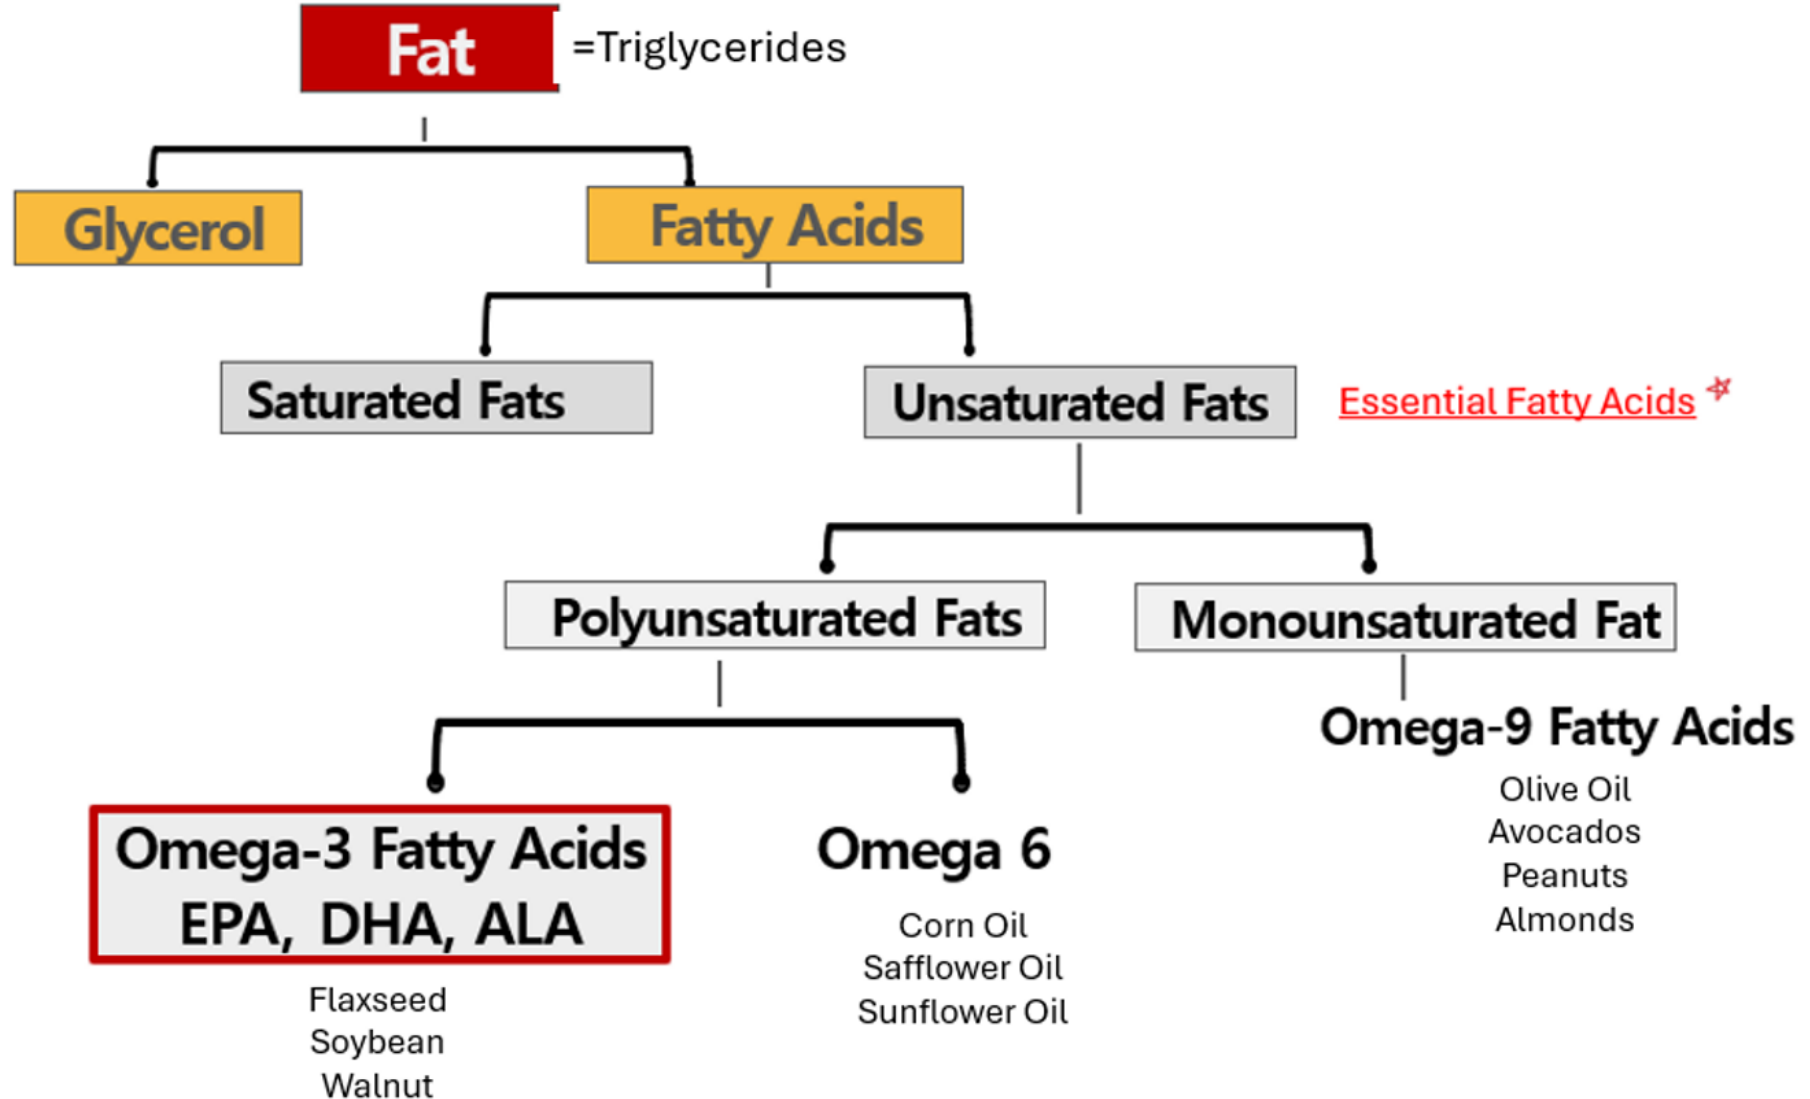 Fat
=Triglycerides
Glycerol
Fatty Acids
Saturated Fats
Unsaturated Fats
Essential Fatty Acids
Polyunsaturated Fats
Monounsaturated Fat
Omega-3 Fatty Acids
EPA, DHA, ALA
Flaxseed
Soybean
Walnut
Omega 6
Corn Oil
Safflower Oil
Sunflower Oil
Omega-9 Fatty Acids
Olive Oil
Avocados
Peanuts
Almonds